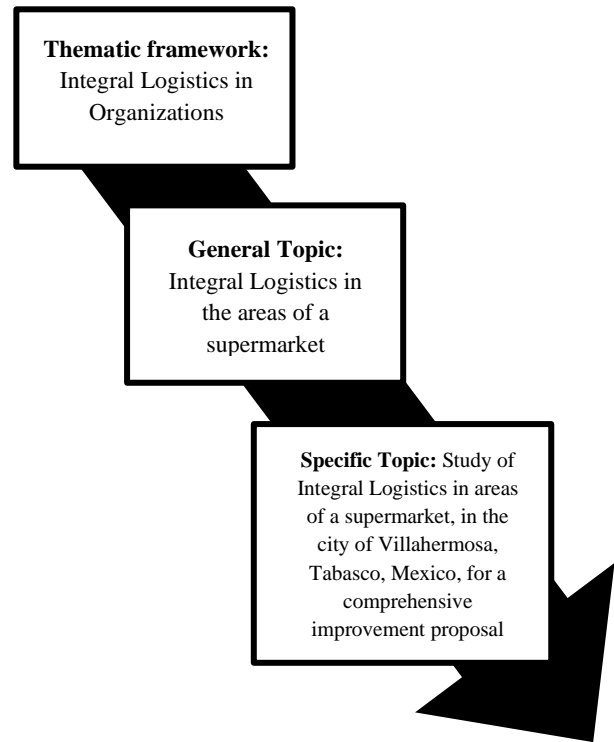 Thematic framework:
Integral Logistics in
Organizations
General Topic:
Integral Logistics in
the areas of a
supermarket
Specific Topic: Study of
Integral Logistics in areas
of a supermarket, in the
city of Villahermosa,
Tabasco, Mexico, for a
comprehensive
improvement proposal